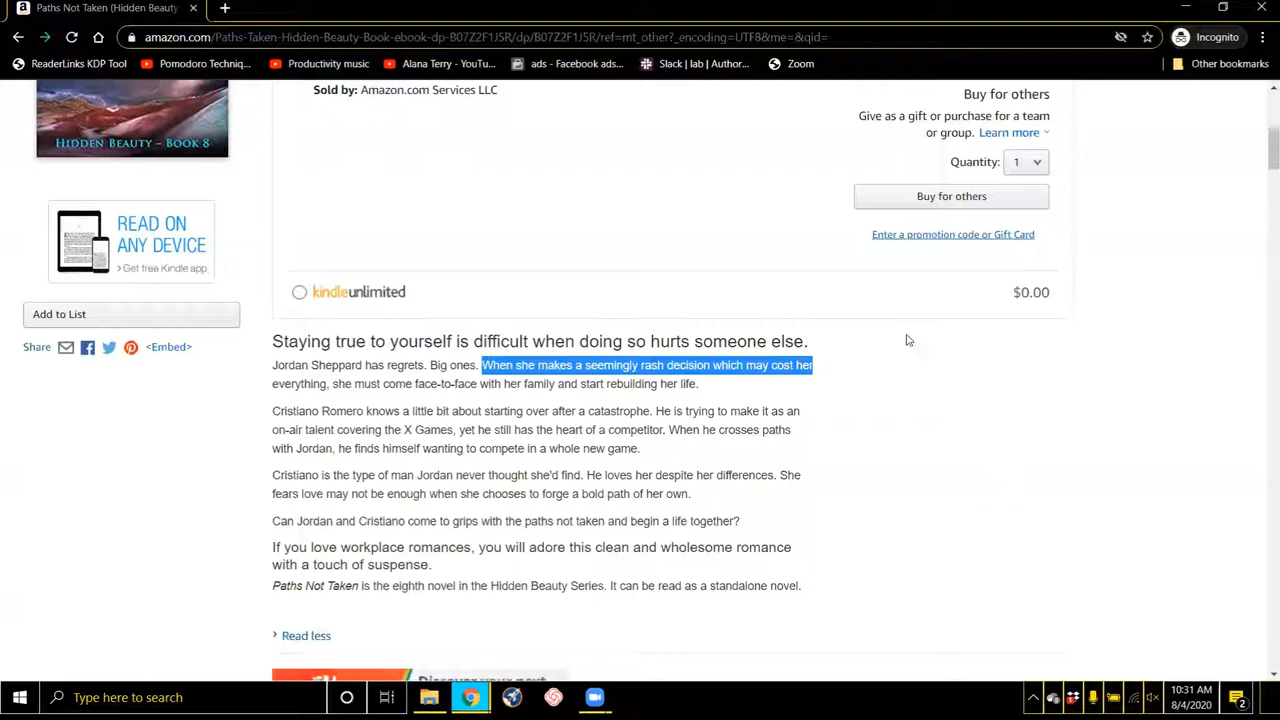 Paths Not Taken (Hidden Beauty
amazon.com/Paths-Taken-Hidden-Beauty-Book-ebook-dp-B07Z2F1J5R/dp/B07Z2F1J5R/ref=mt_other?_encoding=UTF8&me=&qid=
Incognito
ReaderLinks KDP Tool
Pomodoro Techniq...
Productivity music
Alana Terry - YouTu...
ads - Facebook ads...
Slack | lab | Author...
Zoom
Other bookmarks
Sold by: Amazon.com Services LLC
Buy for others
Give as a gift or purchase for a team
or group. Learn more
Quantity: 1
Buy for others
Enter a promotion code or Gift Card
HIDDEN BEAUTY – BOOK 8
READ ON
ANY DEVICE
› Get free Kindle app
Add to List
Share <Embed>
kindleunlimited $0.00
Staying true to yourself is difficult when doing so hurts someone else.
Jordan Sheppard has regrets. Big ones. When she makes a seemingly rash decision which may cost her
everything, she must come face-to-face with her family and start rebuilding her life.
Cristiano Romero knows a little bit about starting over after a catastrophe. He is trying to make it as an
on-air talent covering the X Games, yet he still has the heart of a competitor. When he crosses paths
with Jordan, he finds himself wanting to compete in a whole new game.
Cristiano is the type of man Jordan never thought she'd find. He loves her despite her differences. She
fears love may not be enough when she chooses to forge a bold path of her own.
Can Jordan and Cristiano come to grips with the paths not taken and begin a life together?
If you love workplace romances, you will adore this clean and wholesome romance
with a touch of suspense.
Paths Not Taken is the eighth novel in the Hidden Beauty Series. It can be read as a standalone novel.
Read less
Discover your next
Type here to search
10:31 AM
8/4/2020
2